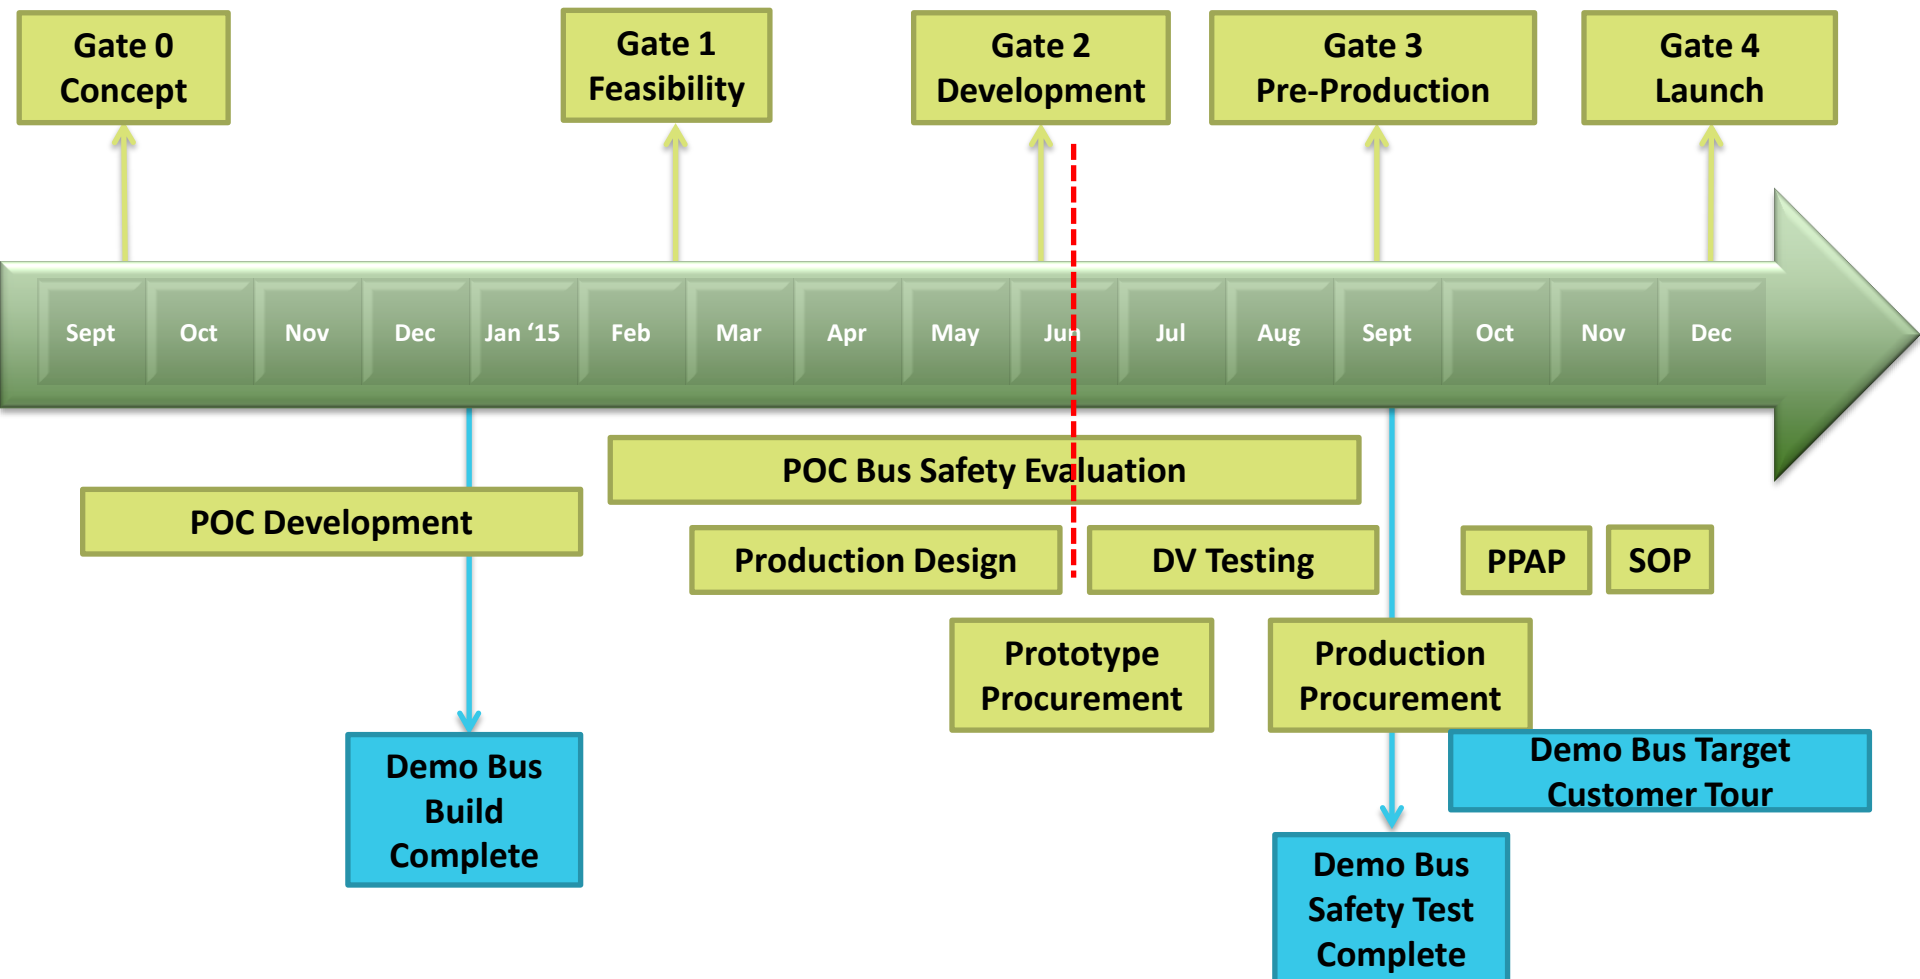 Gate 0
Concept
Gate 1
Feasibility
Gate 2
Development
Gate 3
Pre-Production
Gate 4
Launch
Sept
Oct
Nov
Dec
Jan ‘15
Feb
Mar
Apr
May
Jun
Jul
Aug
Sept
Oct
Nov
Dec
POC Bus Safety Evaluation
POC Development
Production Design
DV Testing
PPAP
SOP
Prototype
Procurement
Production
Procurement
Demo Bus
Build
Complete
Demo Bus Target
Customer Tour
Demo Bus
Safety Test
Complete